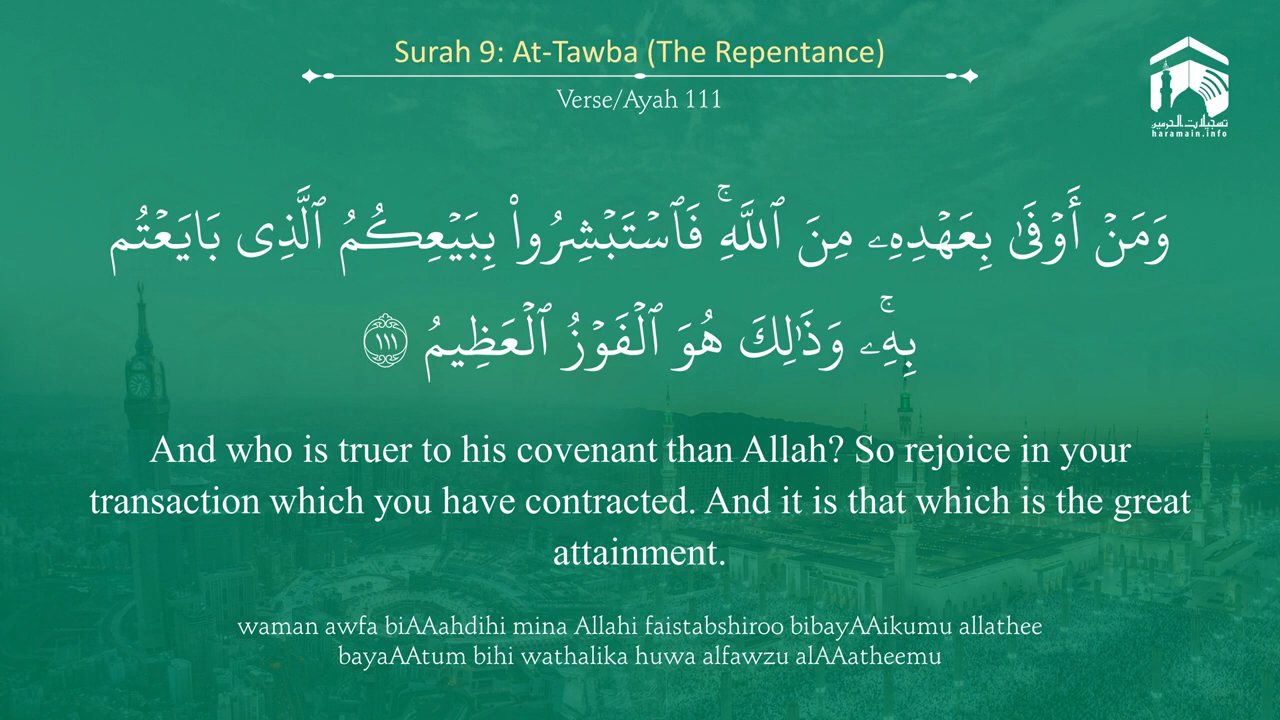 Surah 9: At-Tawba (The Repentance)
Verse/Ayah 111
تسجيلات الحرمين
haramain.info
وَمَنْ أَوْفَىٰ بِعَهْدِهِۦ مِنَ ٱللَّهِ ۚ فَٱسْتَبْشِرُوا۟ بِبَيْعِكُمُ ٱلَّذِى بَايَعْتُم
بِهِۦ ۚ وَذَٰلِكَ هُوَ ٱلْفَوْزُ ٱلْعَظِيمُ ١١١
And who is truer to his covenant than Allah? So rejoice in your
transaction which you have contracted. And it is that which is the great
attainment.
waman awfa biAAahdihi mina Allahi faistabshiroo bibayAAikumu allathee
bayaAAtum bihi wathalika huwa alfawzu alAAatheemu